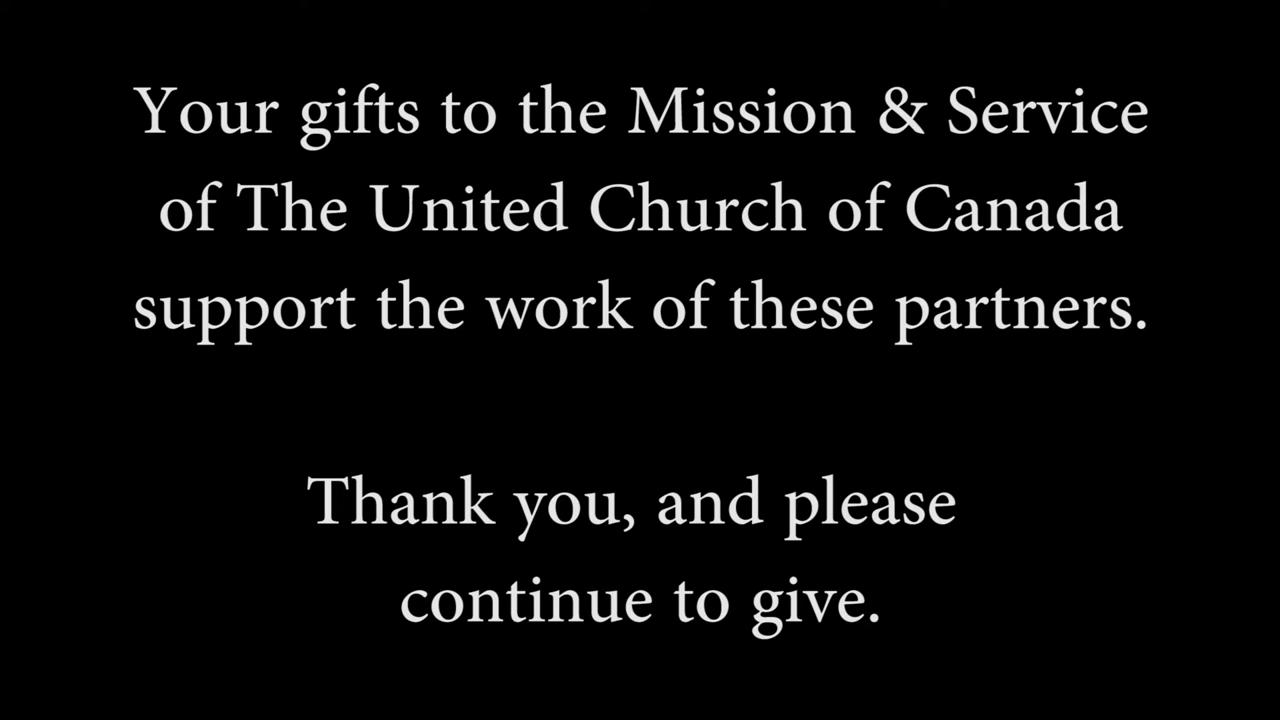 Your gifts to the Mission & Service
of The United Church of Canada
support the work of these partners.
Thank you, and please
continue to give.